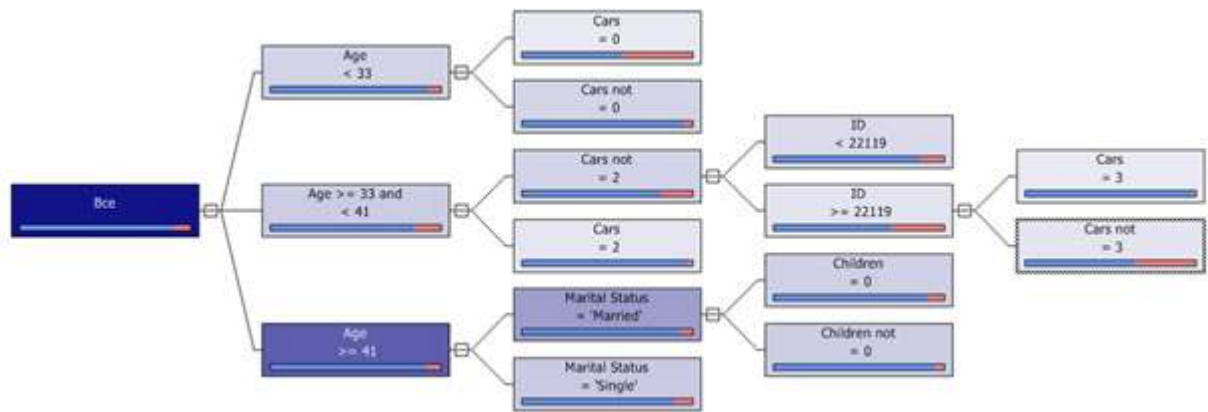 Все
Age
< 33
Age >= 33 and
< 41
Age
>= 41
Cars
= 0
Cars not
= 0
Cars not
= 2
Cars
= 2
Marital Status
= 'Married'
Marital Status
= 'Single'
ID
< 22119
ID
>= 22119
Children
= 0
Children not
= 0
Cars
= 3
Cars not
= 3